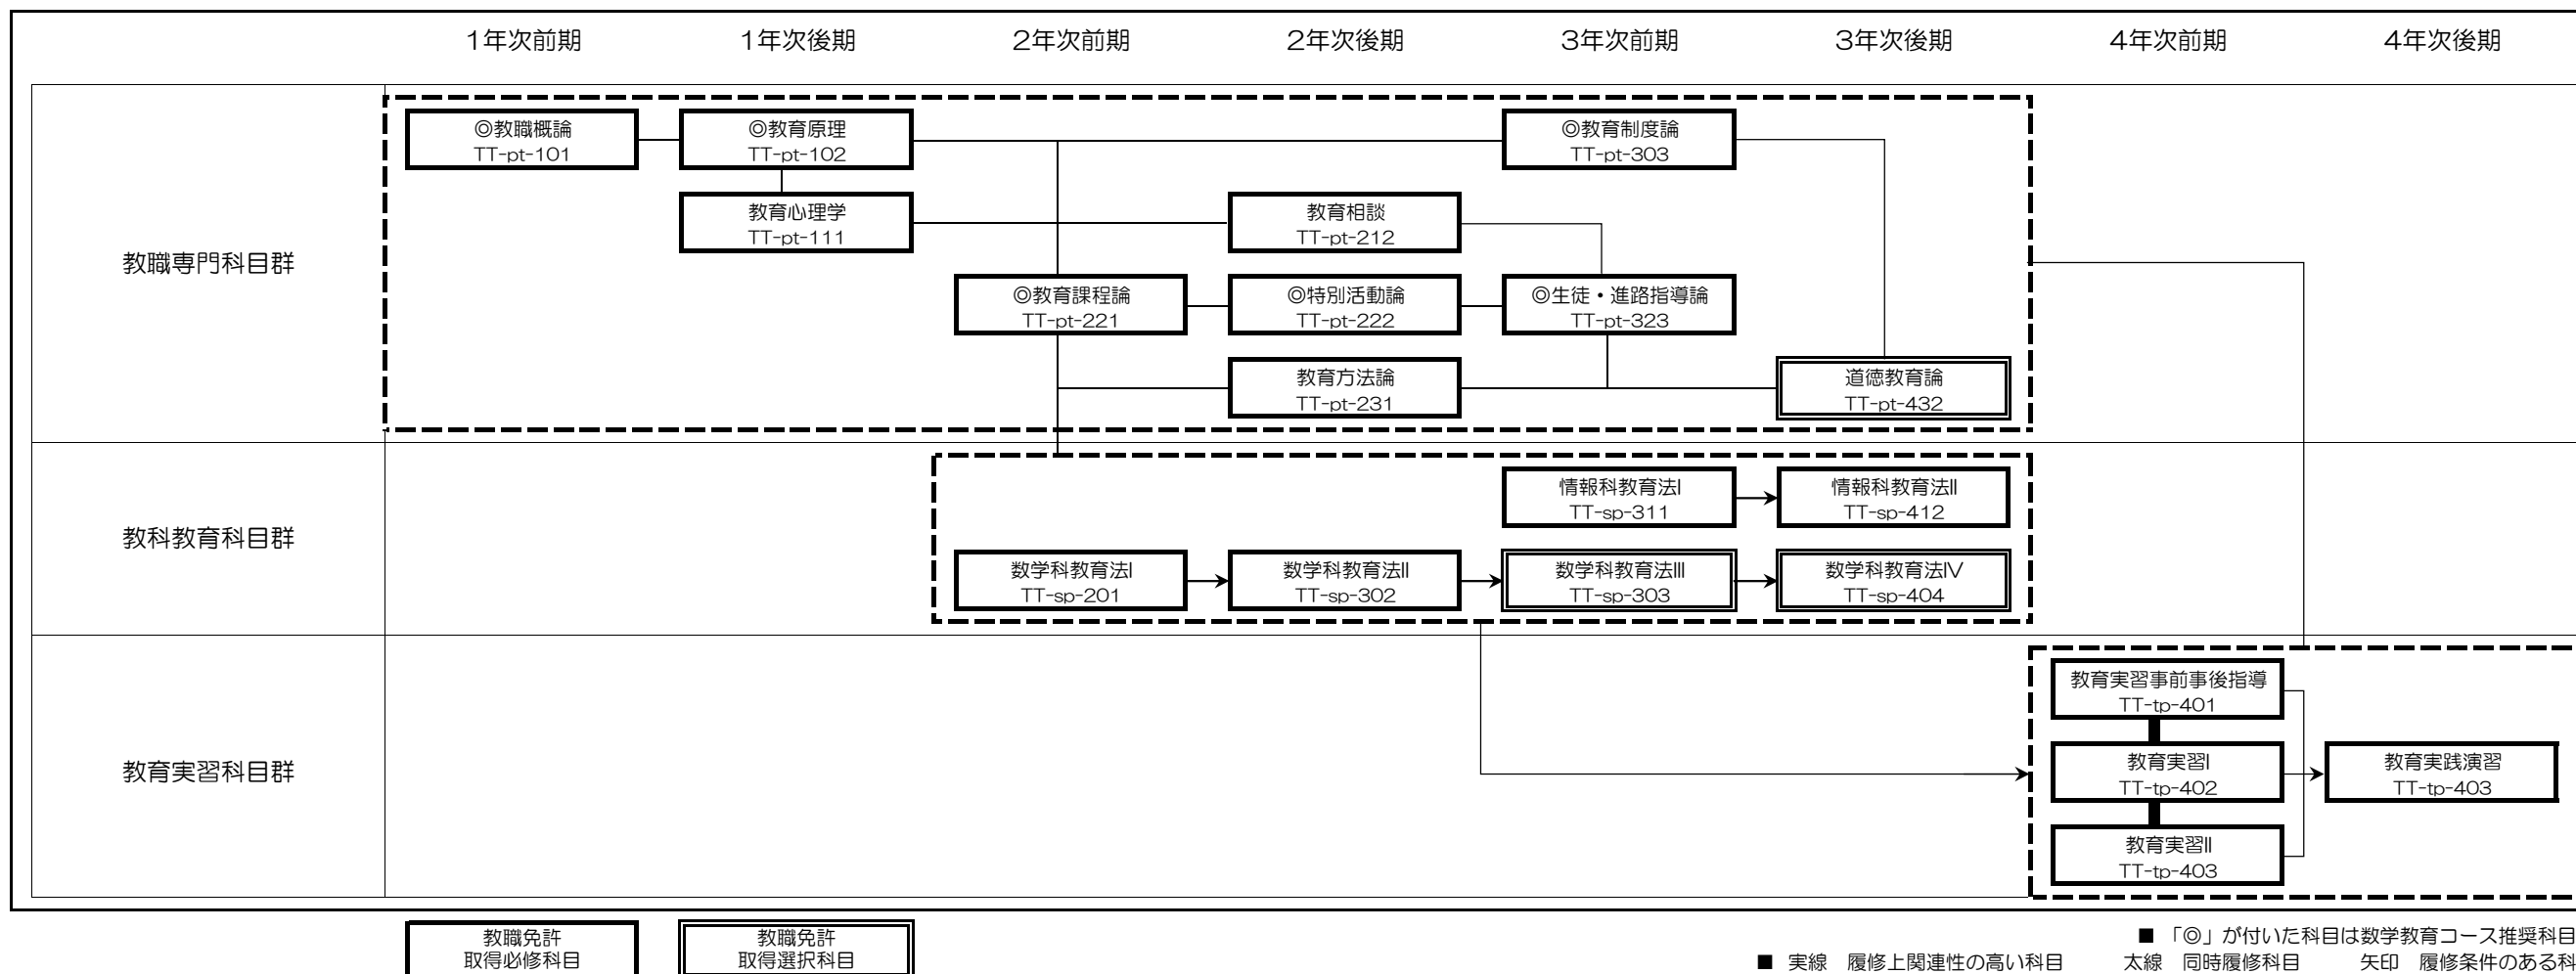 1年次前期 1年次後期 2年次前期 2年次後期 3年次前期 3年次後期 4年次前期 4年次後期
教職専門科目群
◎教職概論
TT-pt-101
◎教育原理
TT-pt-102
◎教育制度論
TT-pt-303
教育心理学
TT-pt-111
教育相談
TT-pt-212
◎教育課程論
TT-pt-221
◎特別活動論
TT-pt-222
◎生徒・進路指導論
TT-pt-323
教育方法論
TT-pt-231
道徳教育論
TT-pt-432
教科教育科目群
情報科教育法Ⅰ
TT-sp-311
情報科教育法Ⅱ
TT-sp-412
数学科教育法Ⅰ
TT-sp-201
数学科教育法Ⅱ
TT-sp-302
数学科教育法Ⅲ
TT-sp-303
数学科教育法Ⅳ
TT-sp-404
教育実習科目群
教育実習事前事後指導
TT-tp-401
教育実習Ⅰ
TT-tp-402
教育実践演習
TT-tp-403
教育実習Ⅱ
TT-tp-403
教職免許
取得必修科目
教職免許
取得選択科目
■ 「◎」が付いた科目は数学教育コース推奨科目
■ 実線 履修上関連性の高い科目 太線 同時履修科目 矢印 履修条件のある科